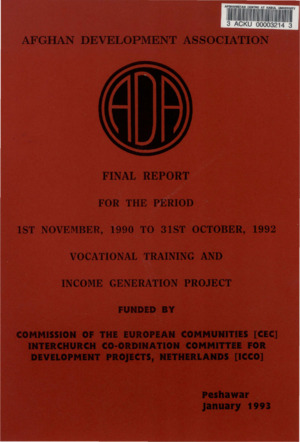 3 ACKU 00003214 3
AFGHAN DEVELOPMENT ASSOCIATION
ADA
FINAL REPORT
FOR THE PERIOD
1ST NOVEMBER, 1990 TO 31ST OCTOBER, 1992
VOCATIONAL TRAINING AND
INCOME GENERATION PROJECT
FUNDED BY
COMMISSION OF THE EUROPEAN COMMUNITIES [CEC]
INTERCHURCH CO-ORDINATION COMMITTEE FOR
DEVELOPMENT PROJECTS, NETHERLANDS [ICCO]
Peshawar
January 1993